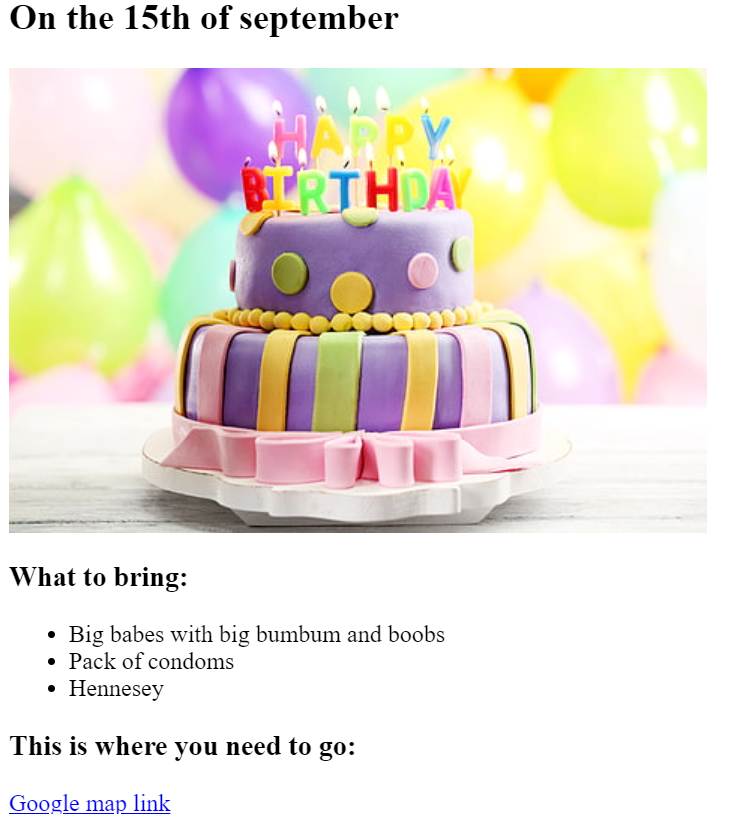 On the 15th of september
HAPPY
BIRTHDAY
What to bring:
Big babes with big bumbum and boobs
Pack of condoms
Hennesey
This is where you need to go:
Google map link